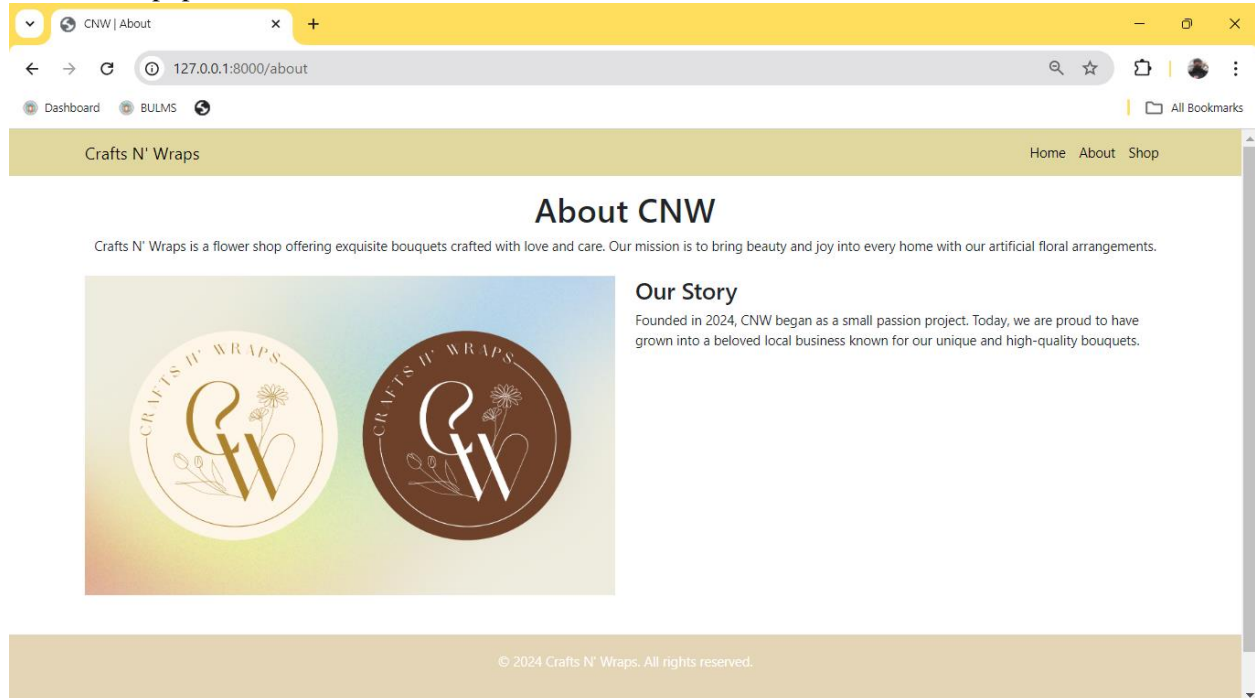 CNW | About
127.0.0.1:8000/about
Dashboard BULMS All Bookmarks
Crafts N' Wraps Home About Shop
About CNW
Crafts N' Wraps is a flower shop offering exquisite bouquets crafted with love and care. Our mission is to bring beauty and joy into every home with our artificial floral arrangements.
CRAFTS N' WRAPS
CW
CRAFTS N' WRAPS
CW
Our Story
Founded in 2024, CNW began as a small passion project. Today, we are proud to have
grown into a beloved local business known for our unique and high-quality bouquets.
© 2024 Crafts N' Wraps. All rights reserved.